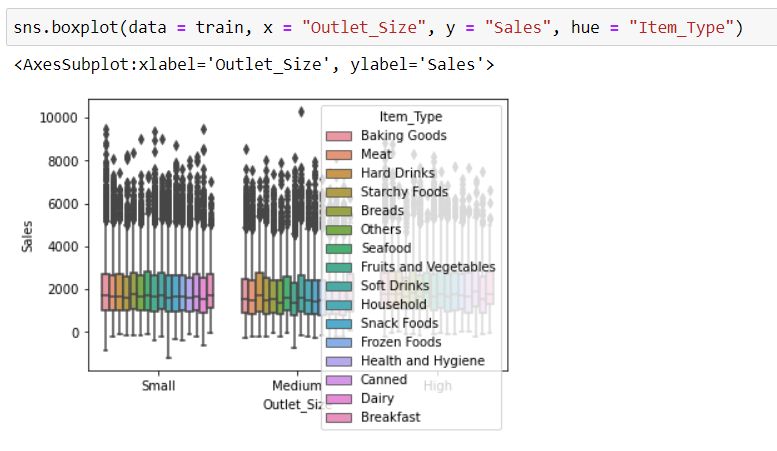 sns.boxplot(data = train, x = "Outlet_Size", y = "Sales", hue = "Item_Type")
<AxesSubplot:xlabel='Outlet_Size', ylabel='Sales'>
10000
8000
6000
4000
2000
0
Sales
Small
Medium
High
Outlet_Size
Item_Type
Baking Goods
Meat
Hard Drinks
Starchy Foods
Breads
Others
Seafood
Fruits and Vegetables
Soft Drinks
Household
Snack Foods
Frozen Foods
Health and Hygiene
Canned
Dairy
Breakfast